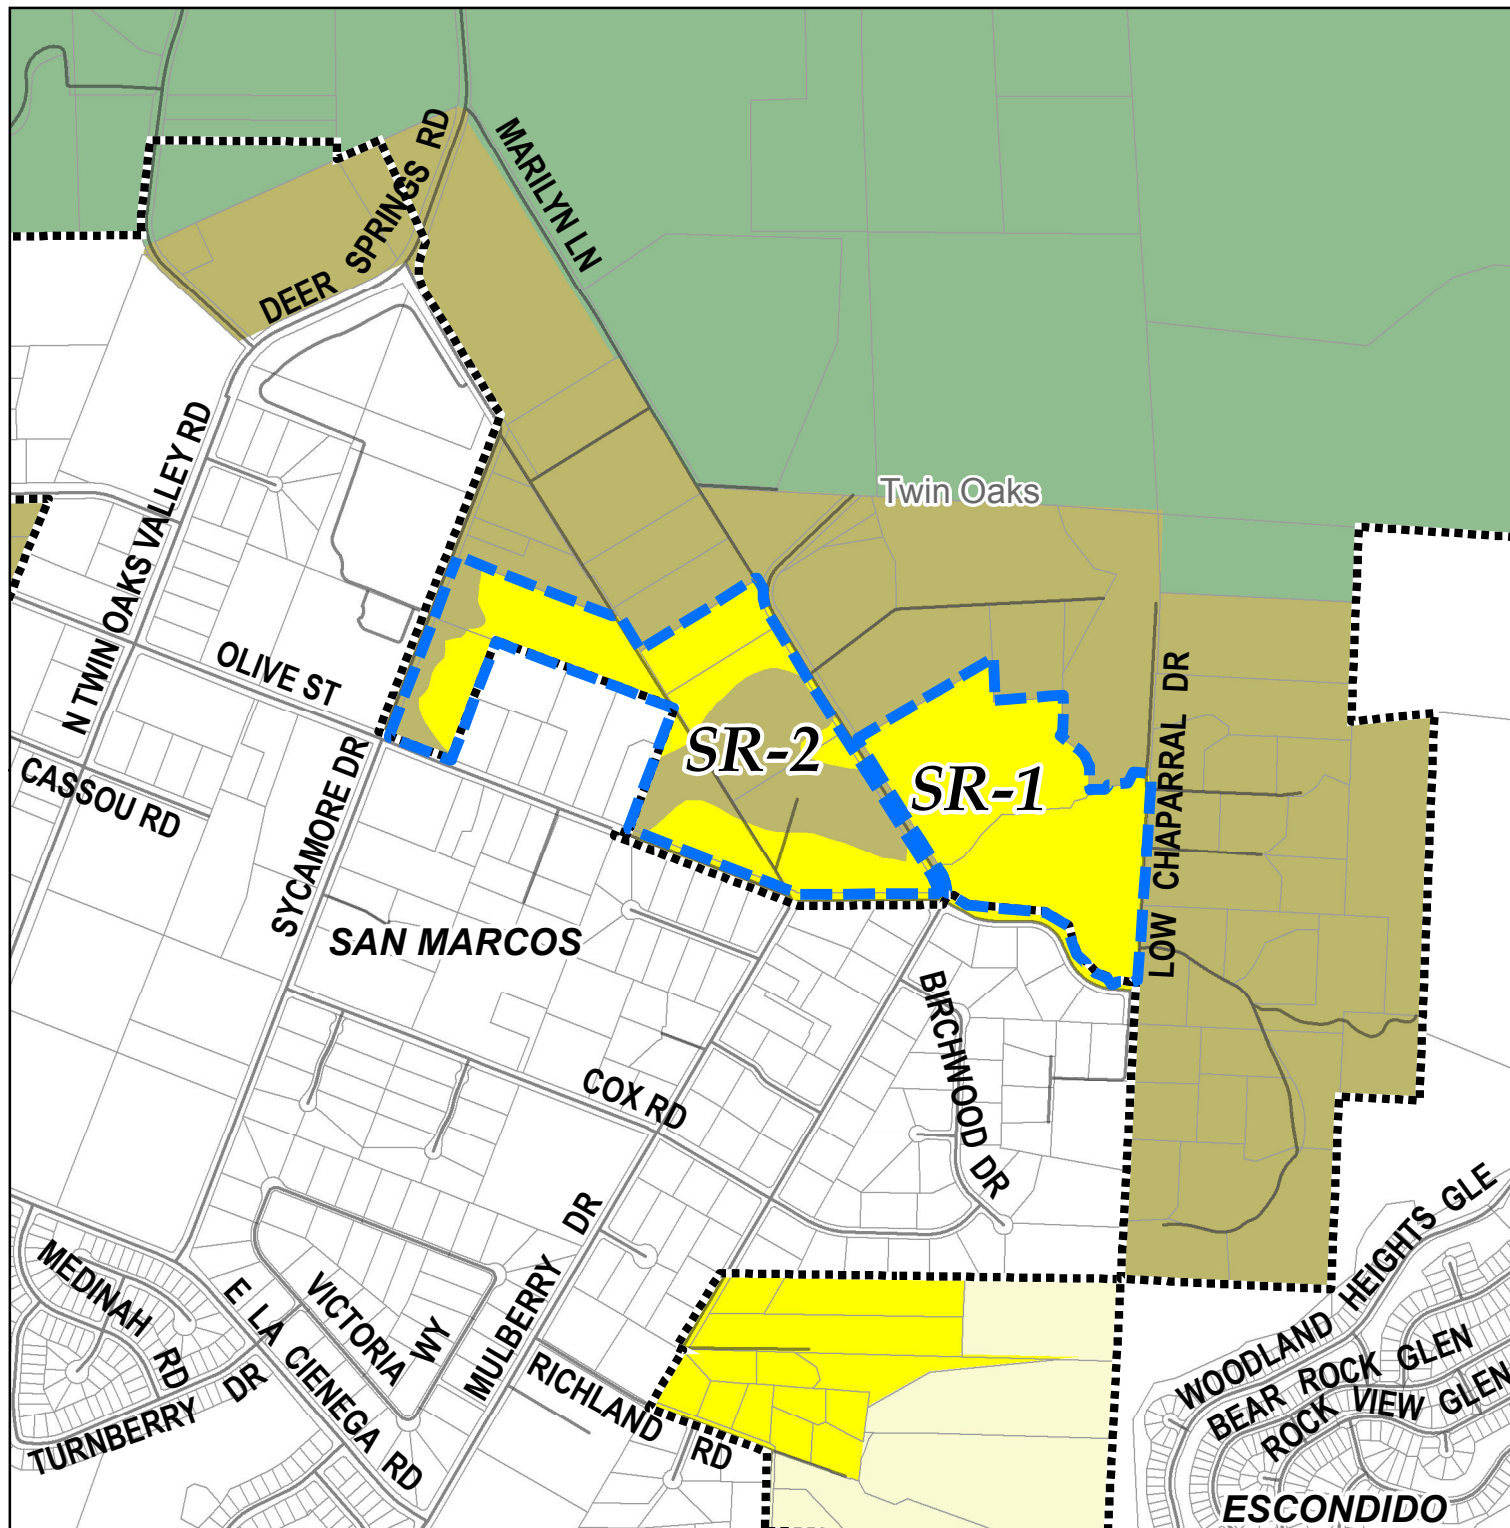 DEER SPRINGS RD
MARILYN LN
N TWIN OAKS VALLEY RD
Twin Oaks
OLIVE ST
CASSOU RD
SYCAMORE DR
SR-2
SR-1
LOW CHAPARRAL DR
SAN MARCOS
BIRCHWOOD DR
COX RD
MULBERRY DR
MEDINAH RD
TURNBERRY DR
E LA CIENEGA RD
VICTORIA WY
RICHLAND RD
WOODLAND HEIGHTS GLE
BEAR ROCK GLEN
ROCK VIEW GLEN
ESCONDIDO